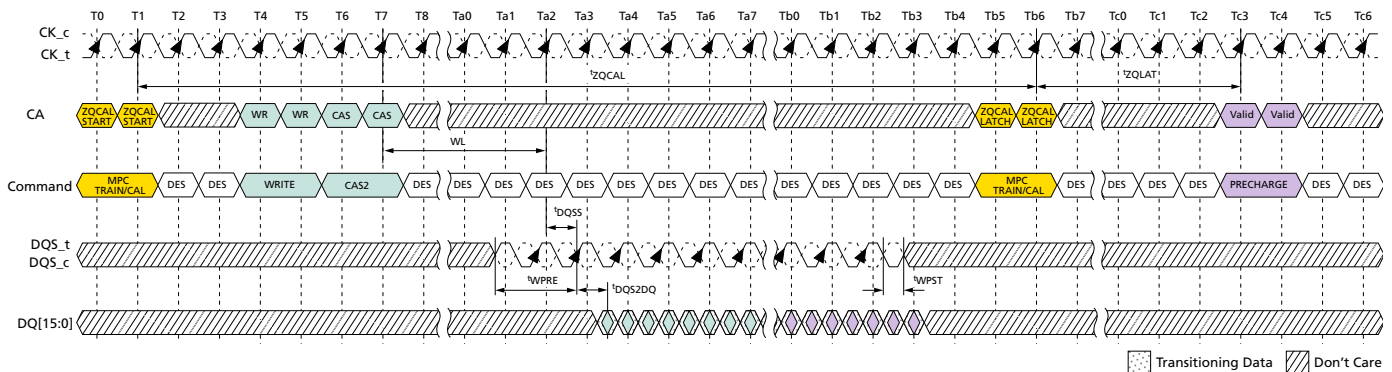 T0 T1 T2 T3 T4 T5 T6 T7 T8 Ta0 Ta1 Ta2 Ta3 Ta4 Ta5 Ta6 Ta7 Tb0 Tb1 Tb2 Tb3 Tb4 Tb5 Tb6 Tb7 Tc0 Tc1 Tc2 Tc3 Tc4 Tc5 Tc6
CK_c
CK_t
tZQCAL tZQLAT
CA ZQCAL START ZQCAL START WR WR CAS CAS ZQCAL LATCH ZQCAL LATCH Valid Valid
WL
Command MPC TRAIN/CAL DES DES WRITE CAS2 DES DES DES DES DES DES DES DES DES DES DES DES DES DES MPC TRAIN/CAL DES DES DES DES PRECHARGE DES DES
tDQSS
DQS_t
DQS_c
tWPRE tDQS2DQ tWPST
DQ[15:0]
Transitioning Data Don't Care